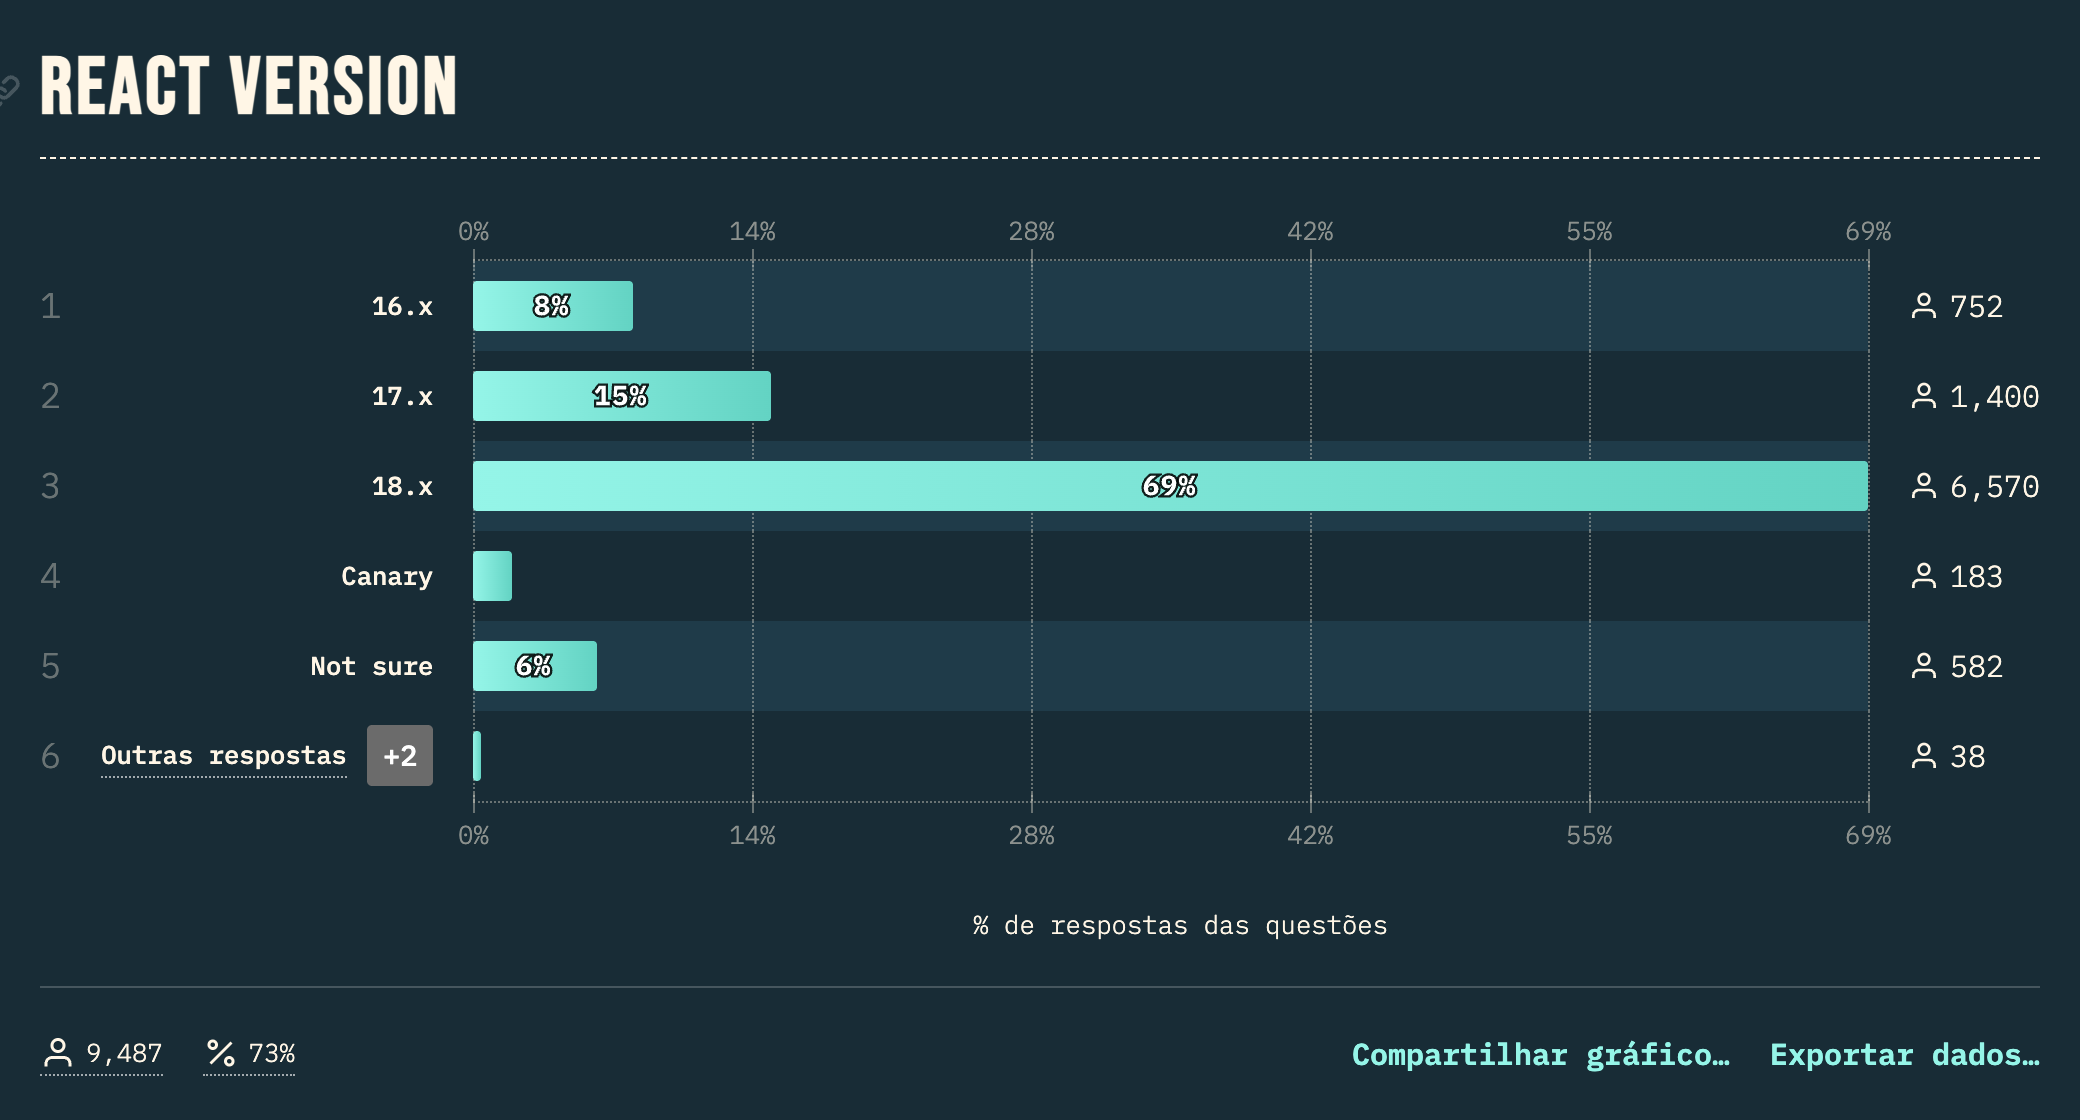 REACT VERSION
0% 14% 28% 42% 55% 69%
1 16.x 8% 752
2 17.x 15% 1,400
3 18.x 69% 6,570
4 Canary 183
5 Not sure 6% 582
6 Outras respostas +2 38
0% 14% 28% 42% 55% 69%
% de respostas das questões
9,487 73% Compartilhar gráfico… Exportar dados…